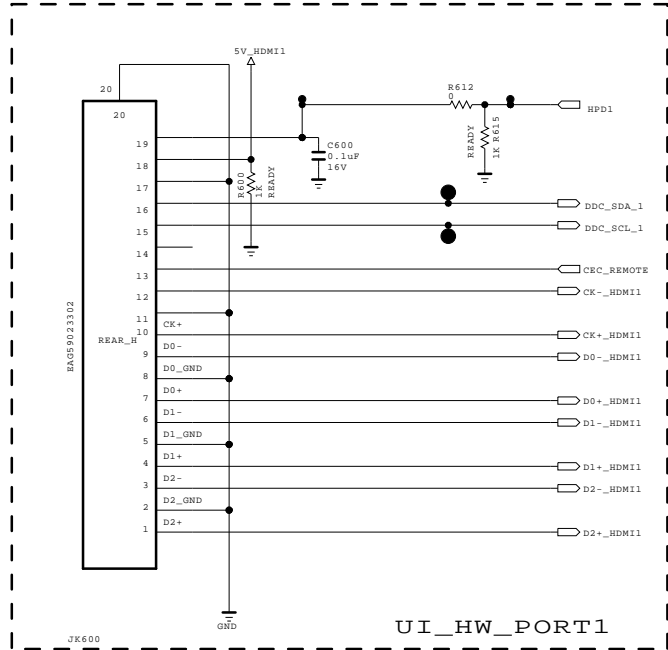 5V_HDMI1
R612
0
HPD1
20
20
READY
1K R615
C600
0.1uF
16V
R600
1K
READY
19
18
17
16
DDC_SDA_1
15
DDC_SCL_1
14
13
CEC_REMOTE
12
CK-_HDMI1
11
CK+
10
CK+_HDMI1
REAR_H
EAG59023302
D0-
9
D0-_HDMI1
D0_GND
8
D0+
7
D0+_HDMI1
D1-
6
D1-_HDMI1
D1_GND
5
D1+
4
D1+_HDMI1
D2-
3
D2-_HDMI1
D2_GND
2
D2+
1
D2+_HDMI1
GND
UI_HW_PORT1
JK600